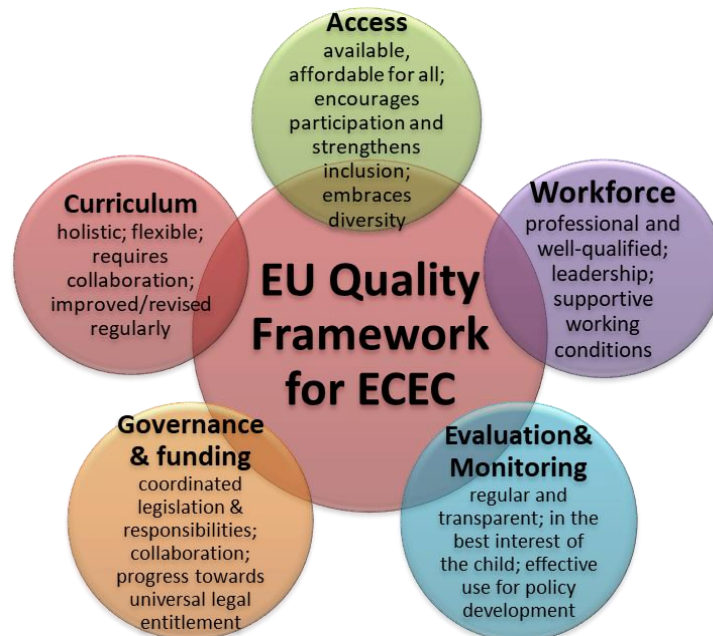 Access
available,
affordable for all;
encourages
participation and
strengthens
inclusion;
embraces
diversity
Curriculum
holistic; flexible;
requires
collaboration;
improved/revised
regularly
Workforce
professional and
well-qualified;
leadership;
supportive
working
conditions
EU Quality
Framework
for ECEC
Governance
& funding
coordinated
legislation &
responsibilities;
collaboration;
progress towards
universal legal
entitlement
Evaluation&
Monitoring
regular and
transparent; in the
best interest of
the child; effective
use for policy
development